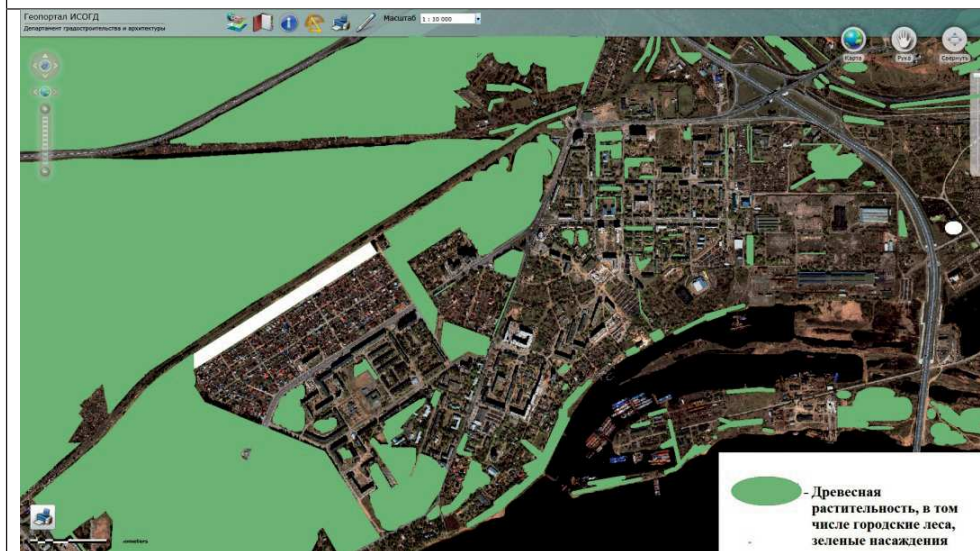 Геопортал ИСОГД
Департамент градостроительства и архитектуры
Масштаб 1 : 10 000
Карта
Рука
Свернуть
- Древесная
растительность, в том
числе городские леса,
зеленые насаждения